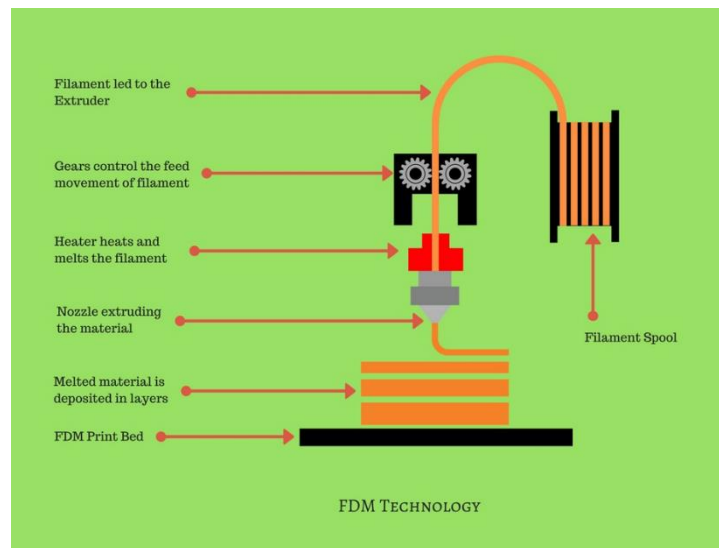 Filament led to the
Extruder
Gears control the feed
movement of filament
Heater heats and
melts the filament
Nozzle extruding
the material
Filament Spool
Melted material is
deposited in layers
FDM Print Bed
FDM Technology